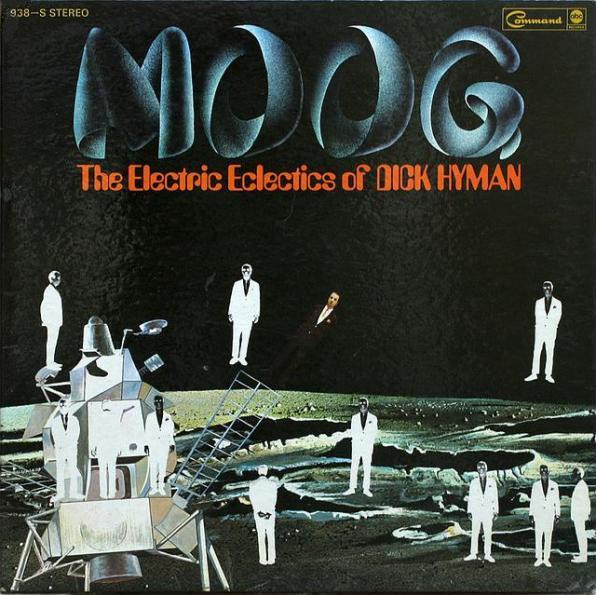 938-S STEREO
Command
abc
RECORDS
MOOG
The Electric Eclectics of DICK HYMAN